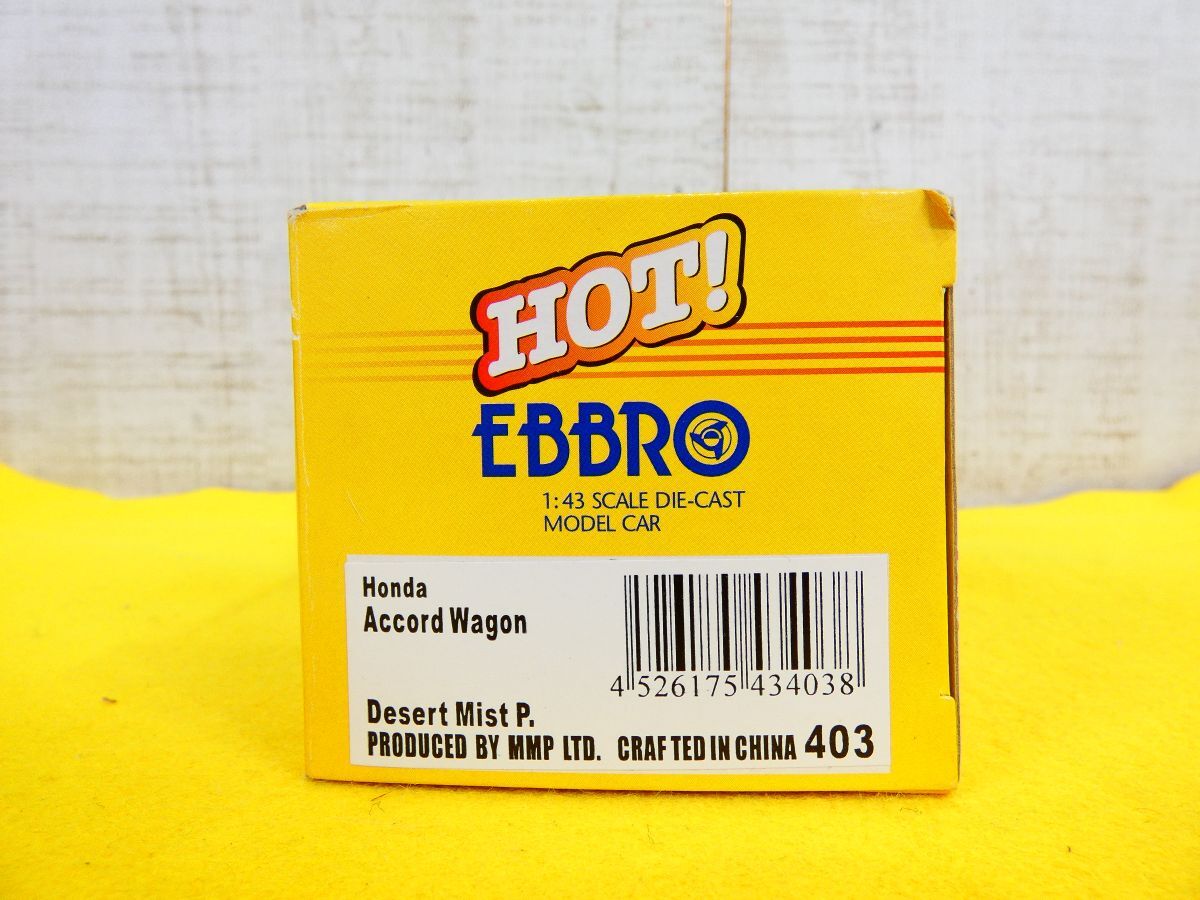 HOT!
EBBRO
1:43 SCALE DIE-CAST
MODEL CAR
Honda
Accord Wagon
4 526175 434038
Desert Mist P.
PRODUCED BY MMP LTD. CRAFTED IN CHINA 403